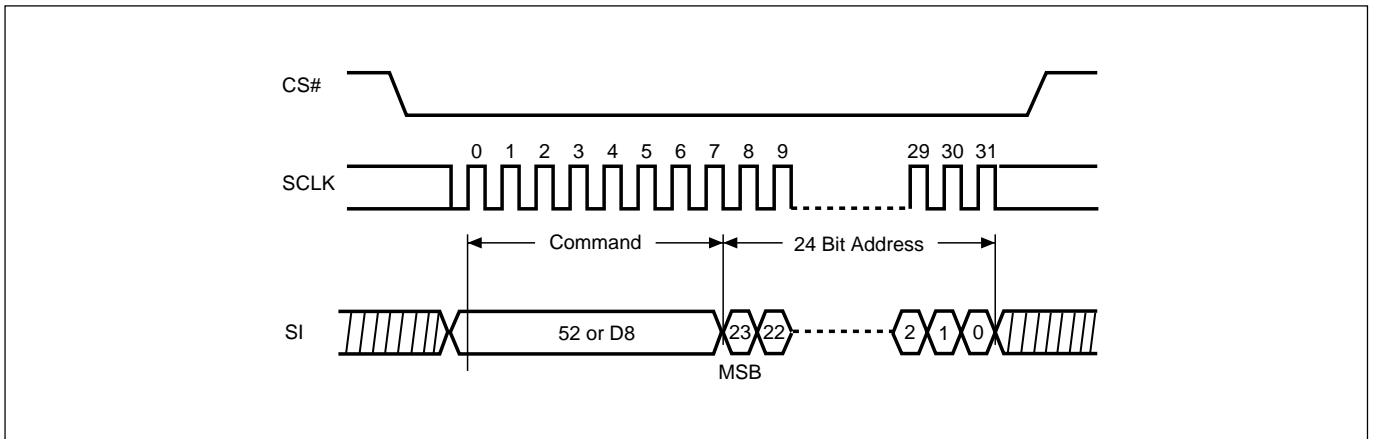 CS#
0 1 2 3 4 5 6 7 8 9 29 30 31
SCLK
Command 24 Bit Address
SI 52 or D8 23 22 2 1 0
MSB